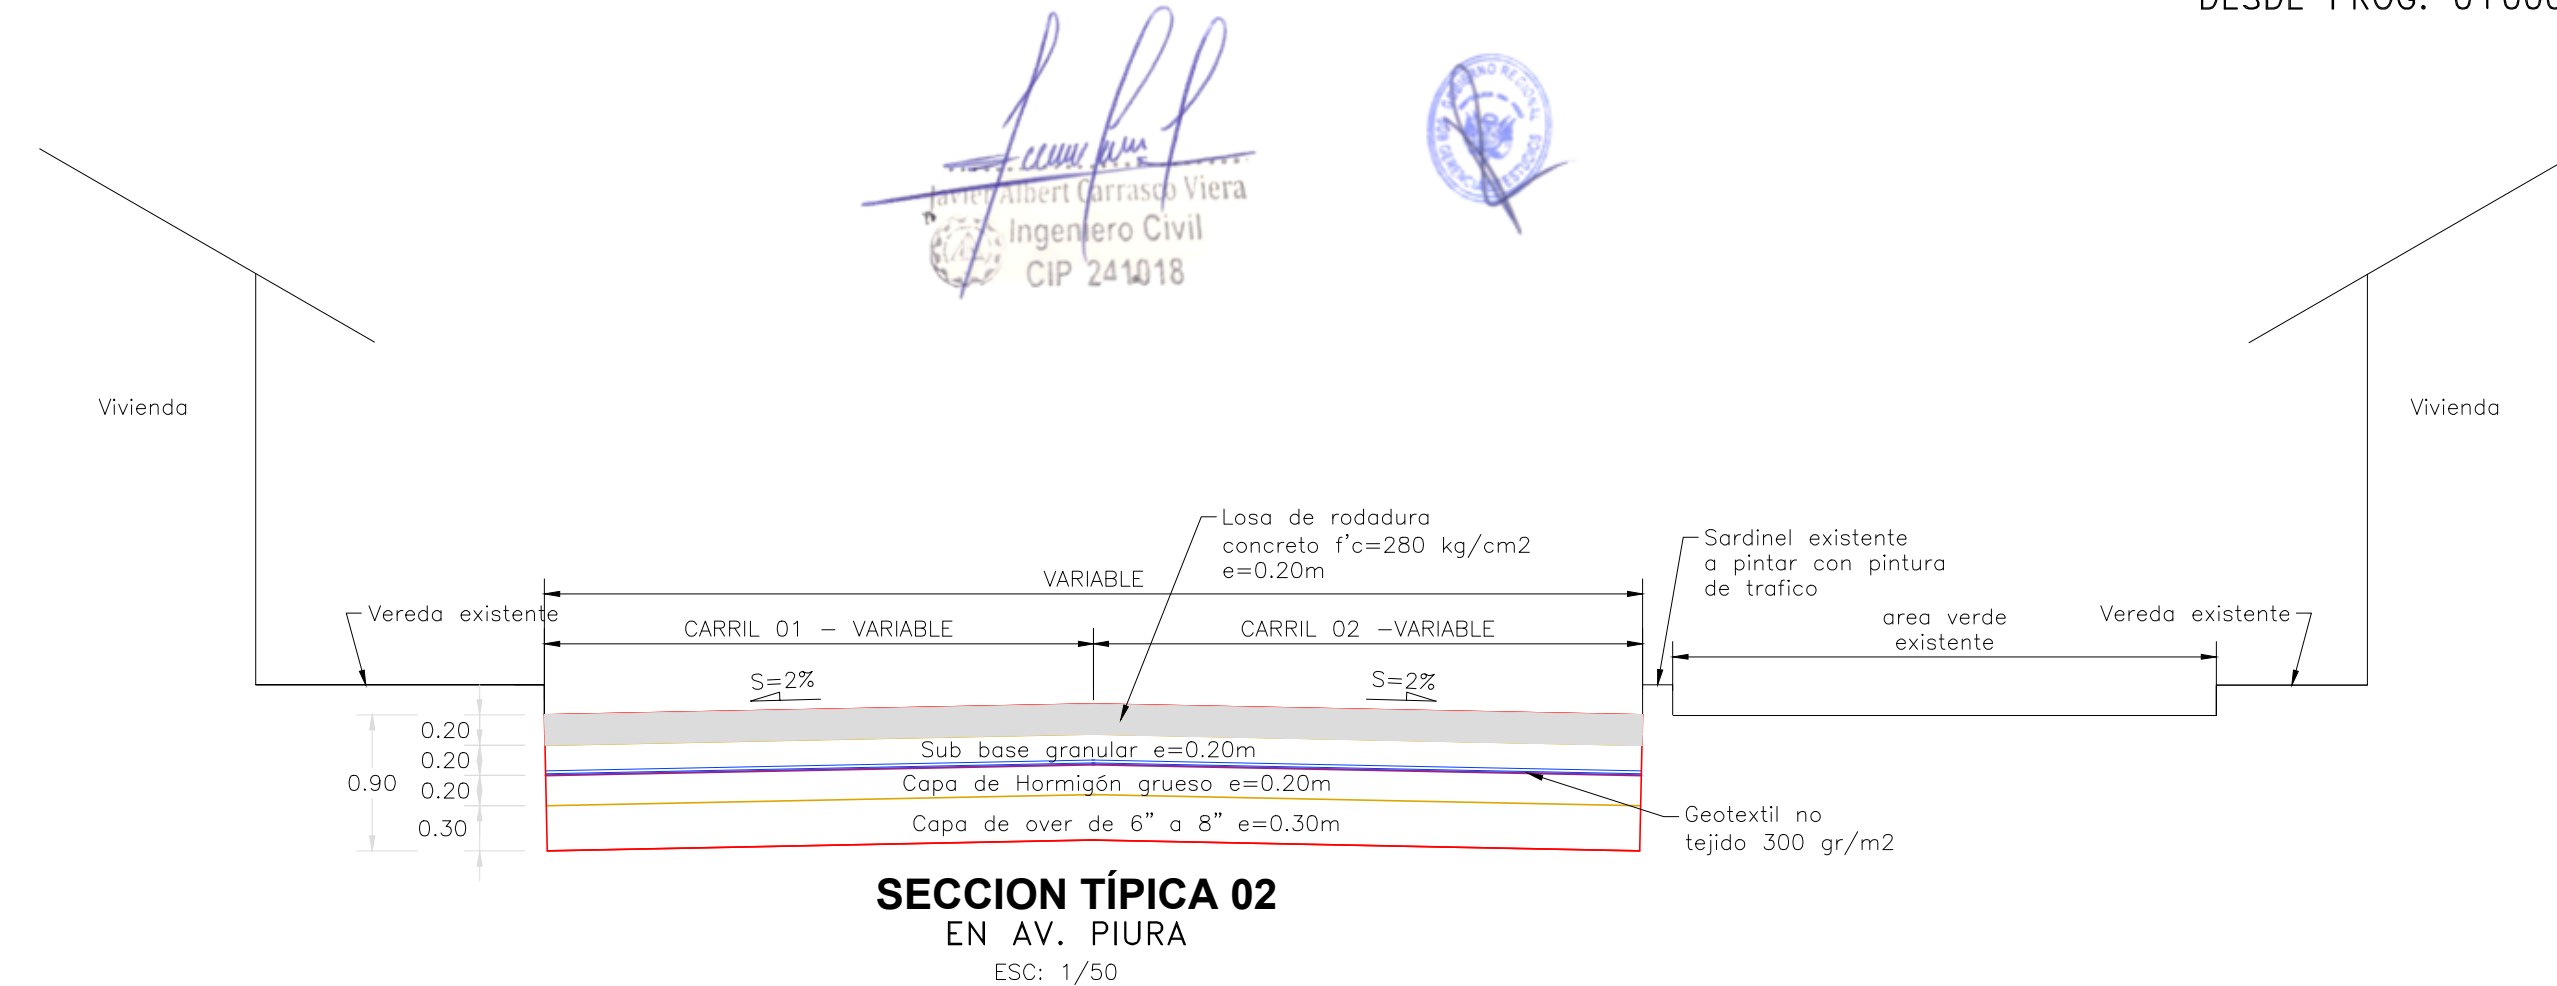 Javier Albert Carrasco Viera
Ingeniero Civil
CIP 241018
GOBIERNO REGIONAL
Vivienda
Vivienda
Losa de rodadura
concreto f'c=280 kg/cm2
e=0.20m
Sardinel existente
a pintar con pintura
de trafico
VARIABLE
Vereda existente
CARRIL 01 - VARIABLE
CARRIL 02 -VARIABLE
area verde
existente
Vereda existente
S=2%
S=2%
0.20
0.20
0.20
0.30
0.90
Sub base granular e=0.20m
Capa de Hormigón grueso e=0.20m
Capa de over de 6" a 8" e=0.30m
Geotextil no
tejido 300 gr/m2
SECCION TÍPICA 02
EN AV. PIURA
ESC: 1/50